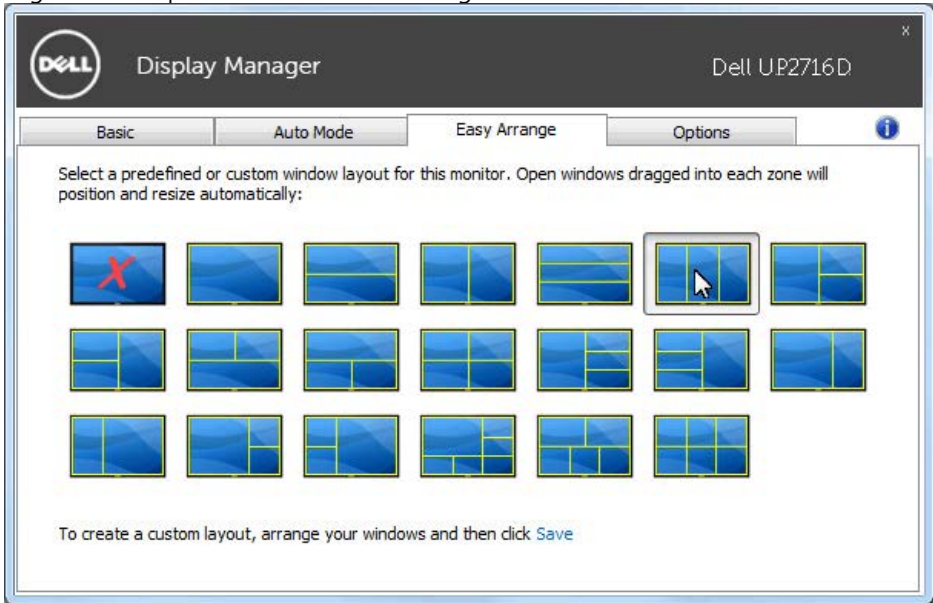 x
DELL Display Manager Dell UP2716D
Basic Auto Mode Easy Arrange Options i
Select a predefined or custom window layout for this monitor. Open windows dragged into each zone will
position and resize automatically:
X
To create a custom layout, arrange your windows and then click Save